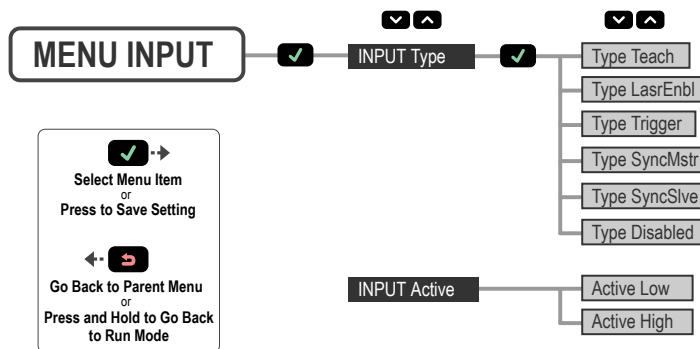 MENU INPUT
INPUT Type
Type Teach
Type LasrEnbl
Type Trigger
Type SyncMstr
Type SyncSlve
Type Disabled
Select Menu Item
or
Press to Save Setting
Go Back to Parent Menu
or
Press and Hold to Go Back
to Run Mode
INPUT Active
Active Low
Active High